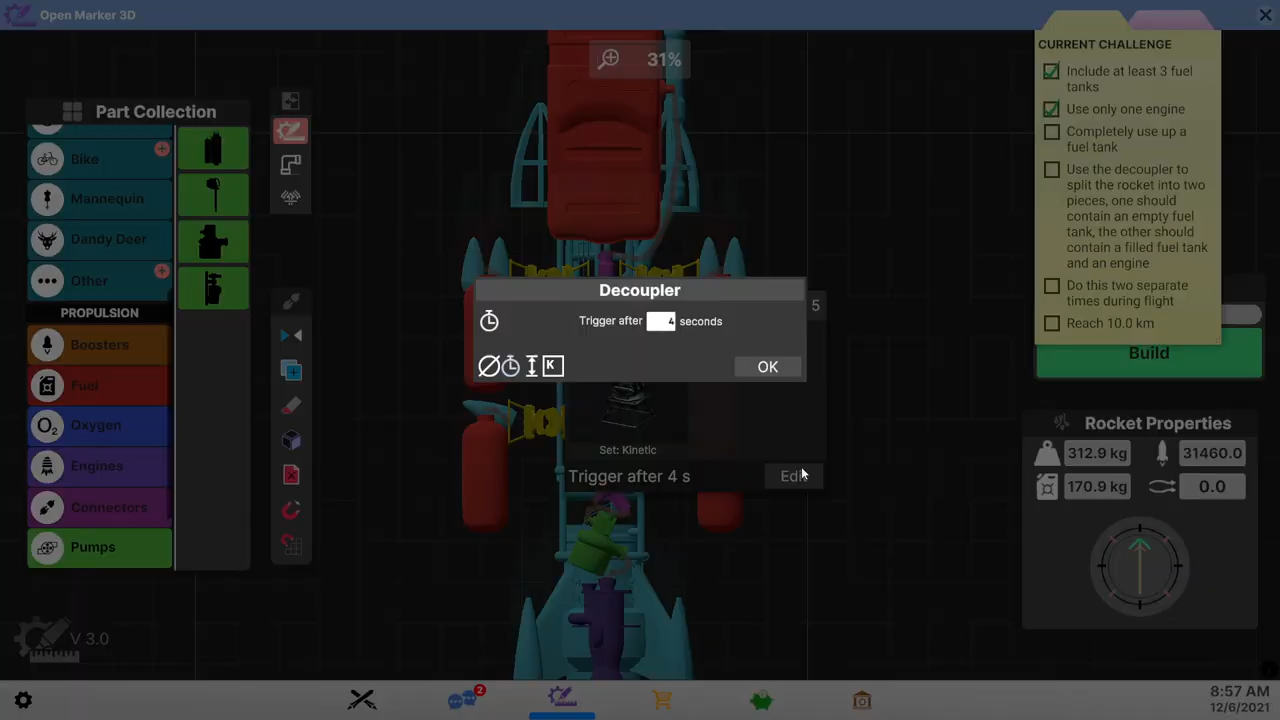 Open Marker 3D
31%
CURRENT CHALLENGE
Include at least 3 fuel
tanks
Use only one engine
Completely use up a
fuel tank
Use the decoupler to
split the rocket into two
pieces, one should
contain an empty fuel
tank, the other should
contain a filled fuel tank
and an engine
Do this two separate
times during flight
Reach 10.0 km
Part Collection
Bike
Mannequin
Dandy Deer
Other
PROPULSION
Boosters
Fuel
O2 Oxygen
Engines
Connectors
Pumps
Decoupler
Trigger after 4 seconds
K
OK
5
Set: Kinetic
Trigger after 4 s
Edit
Build
Rocket Properties
312.9 kg
31460.0
170.9 kg
0.0
V 3.0
2
8:57 AM
12/6/2021